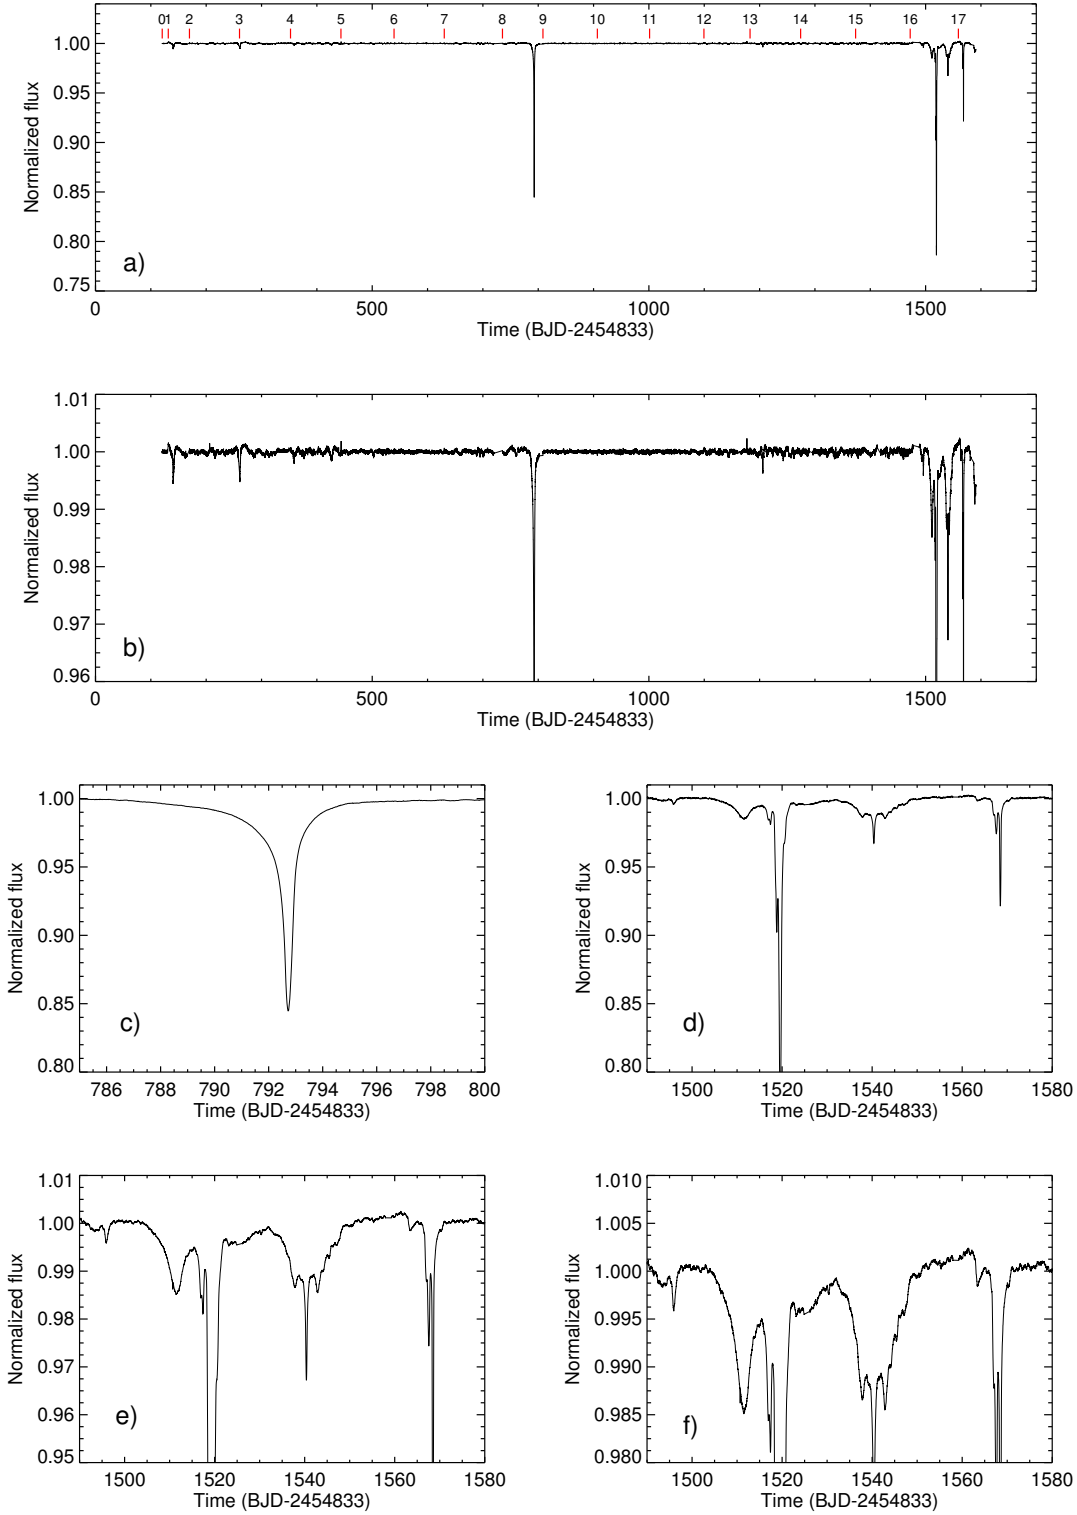 0 1 2 3 4 5 6 7 8 9 10 11 12 13 14 15 16 17
1.00
0.95
0.90
0.85
0.80
0.75
Normalized flux
a)
0 500 1000 1500
Time (BJD-2454833)
1.01
1.00
0.99
0.98
0.97
0.96
Normalized flux
b)
0 500 1000 1500
Time (BJD-2454833)
1.00
0.95
0.90
0.85
0.80
Normalized flux
c)
786 788 790 792 794 796 798 800
Time (BJD-2454833)
1.00
0.95
0.90
0.85
0.80
Normalized flux
d)
1500 1520 1540 1560 1580
Time (BJD-2454833)
1.01
1.00
0.99
0.98
0.97
0.96
0.95
Normalized flux
e)
1500 1520 1540 1560 1580
Time (BJD-2454833)
1.010
1.005
1.000
0.995
0.990
0.985
0.980
Normalized flux
f)
1500 1520 1540 1560 1580
Time (BJD-2454833)